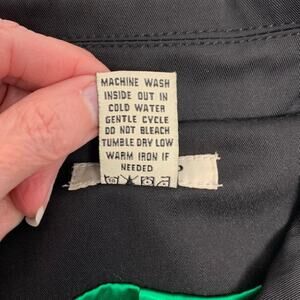 MACHINE WASH
INSIDE OUT IN
COLD WATER
GENTLE CYCLE
DO NOT BLEACH
TUMBLE DRY LOW
WARM IRON IF
NEEDED